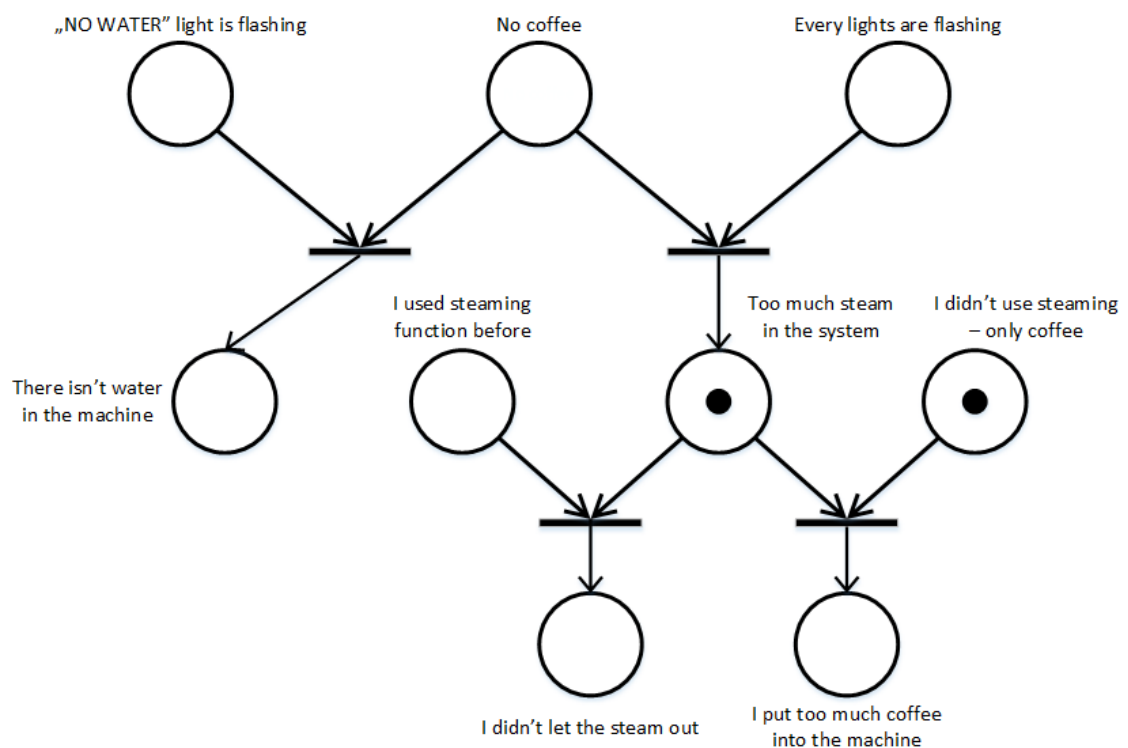 „NO WATER” light is flashing
No coffee
Every lights are flashing
I used steaming
function before
Too much steam
in the system
I didn’t use steaming
– only coffee
There isn’t water
in the machine
I didn’t let the steam out
I put too much coffee
into the machine